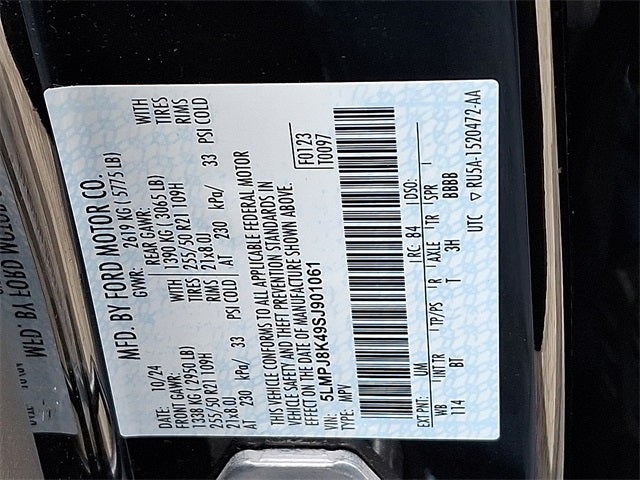 MFD. BY FORD MOTOR CO.
DATE: 10/24 GVWR: 2619 KG ( 5775 LB)
FRONT GAWR: WITH REAR GAWR: WITH
1338 KG ( 2950 LB) TIRES 1390 KG ( 3065 LB) TIRES
255/50 R21 109H RIMS 255/50 R21 109H RIMS
21x8.0J 21x8.0J
AT 230 kPa/ 33 PSI COLD AT 230 kPa/ 33 PSI COLD
THIS VEHICLE CONFORMS TO ALL APPLICABLE FEDERAL MOTOR
VEHICLE SAFETY AND THEFT PREVENTION STANDARDS IN
EFFECT ON THE DATE OF MANUFACTURE SHOWN ABOVE.
VIN: 5LMPJ8K49SJ901061
TYPE: MPV
F0123
T0097
EXT PNT: UM RC: 84 DSO:
WB INT TR TP/PS R AXLE TR SPR
114 BT T 3H BBBB
UTC ▽ RU5A-1520472-AA